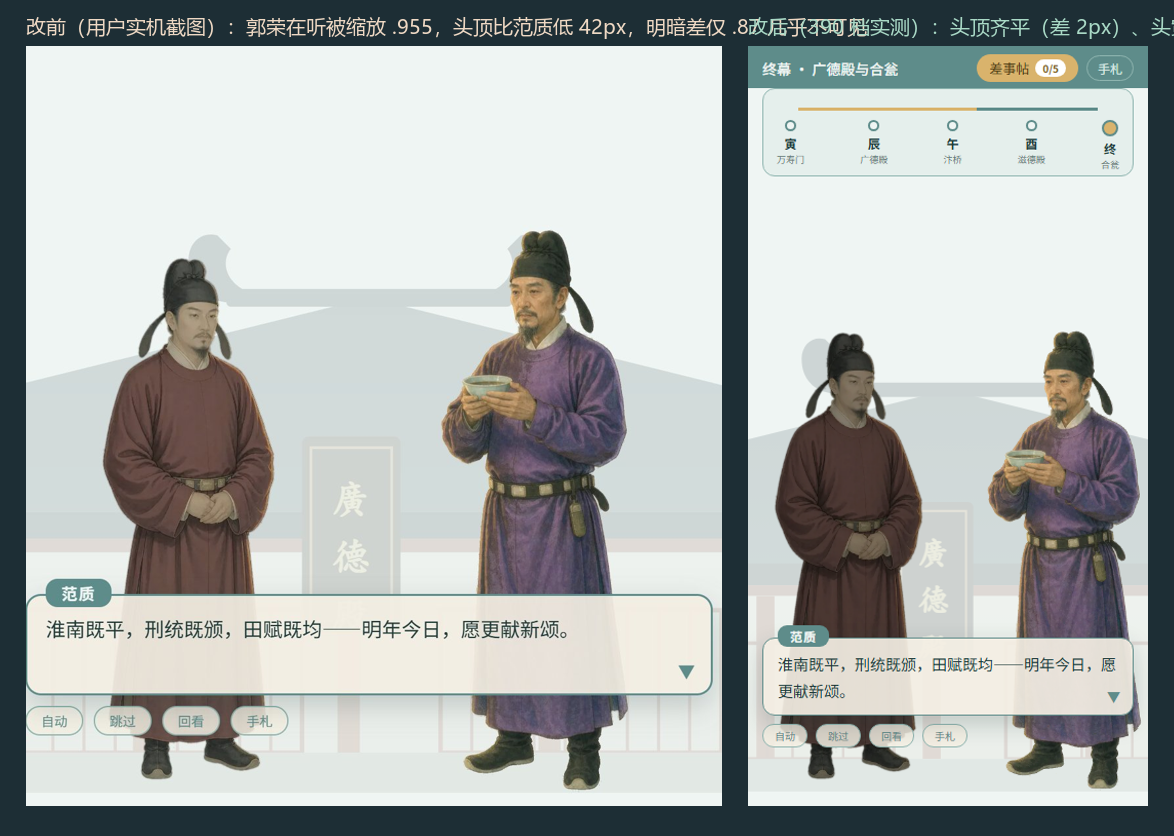 改前（用户实机截图）：郭荣在听被缩放 .955，头顶比范质低 42px，明暗差仅 .8
实测）：头顶齐平（差 2px）、头
廣
德
范质
淮南既平，刑统既颁，田赋既均——明年今日，愿更献新颂。
自动
跳过
回看
手札
终幕 · 广德殿与合瓮
差事帖 0/5
手札
寅
万寿门
辰
广德殿
午
汴桥
酉
滋德殿
终
合瓮
廣
德
范质
淮南既平，刑统既颁，田赋既均——明年今日，愿
更献新颂。
自动
跳过
回看
手札